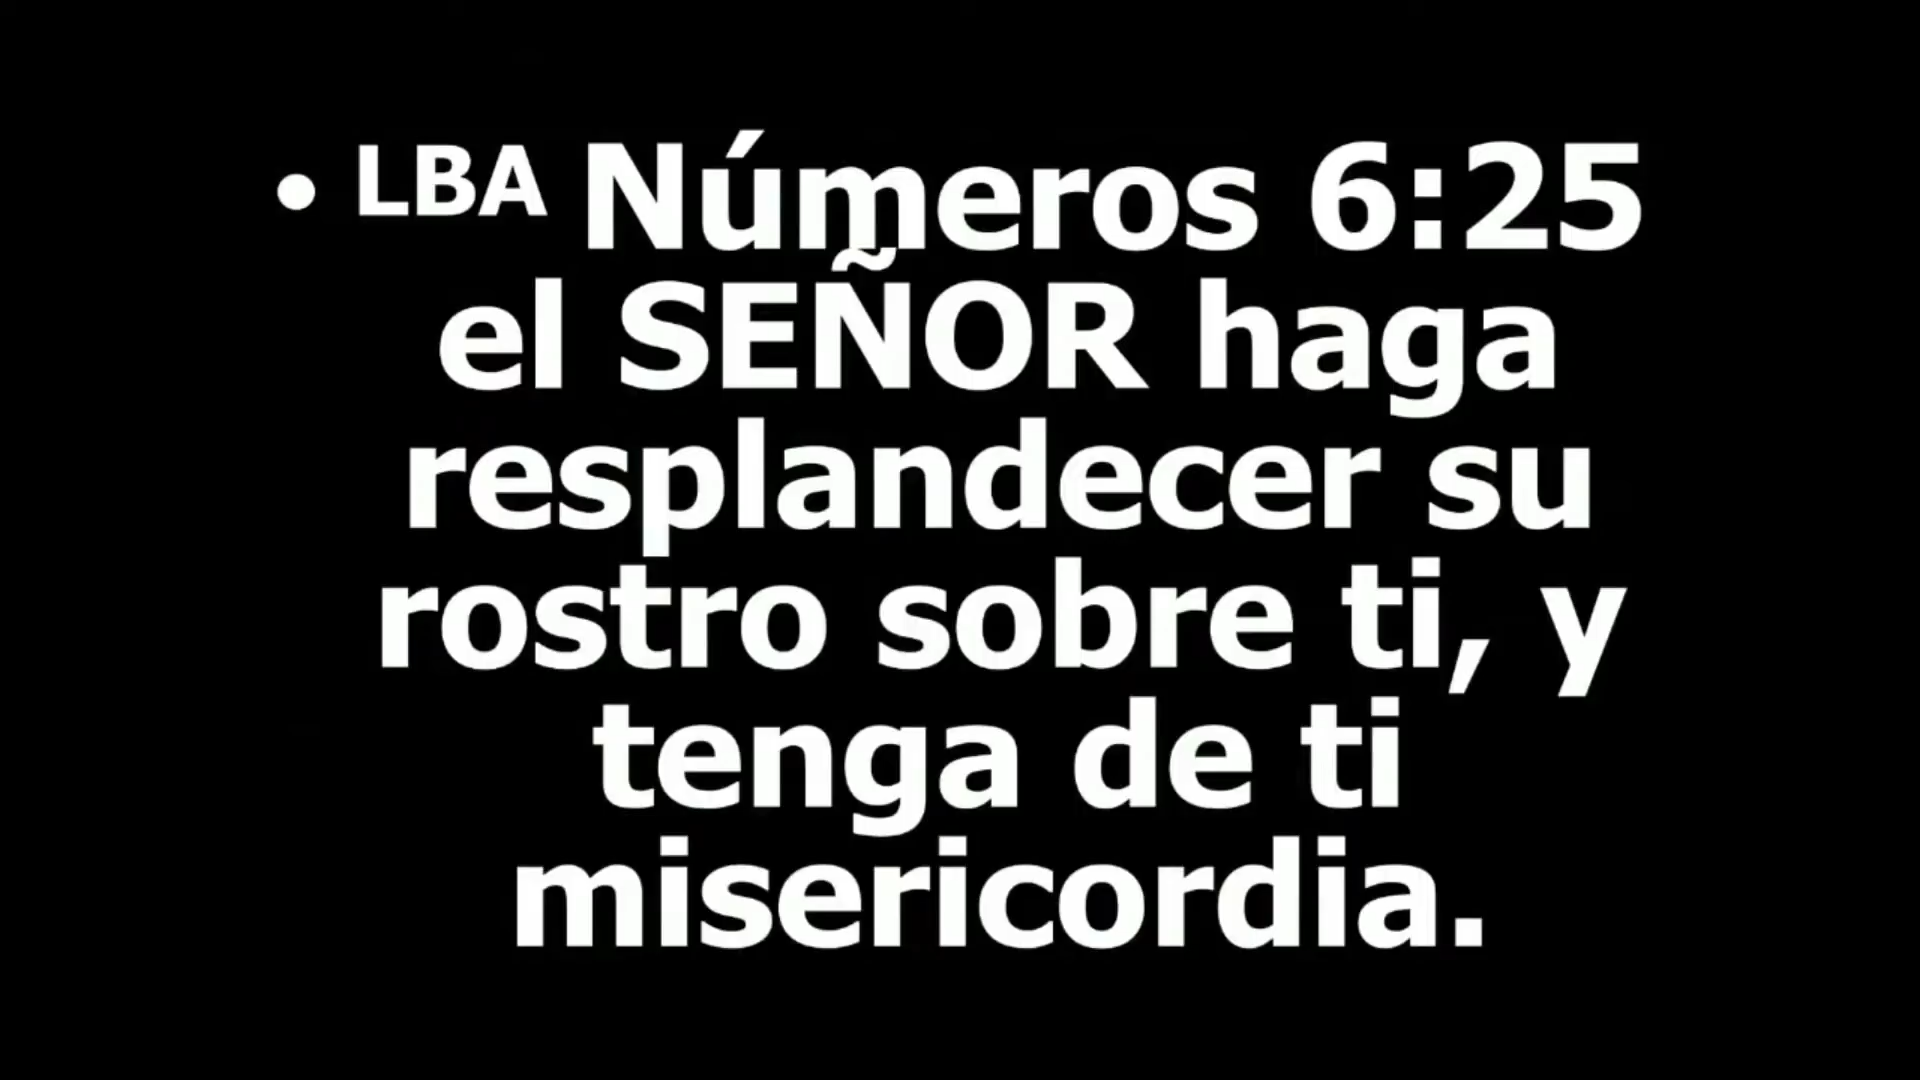 • LBA Números 6:25
el SEÑOR haga
resplandecer su
rostro sobre ti, y
tenga de ti
misericordia.